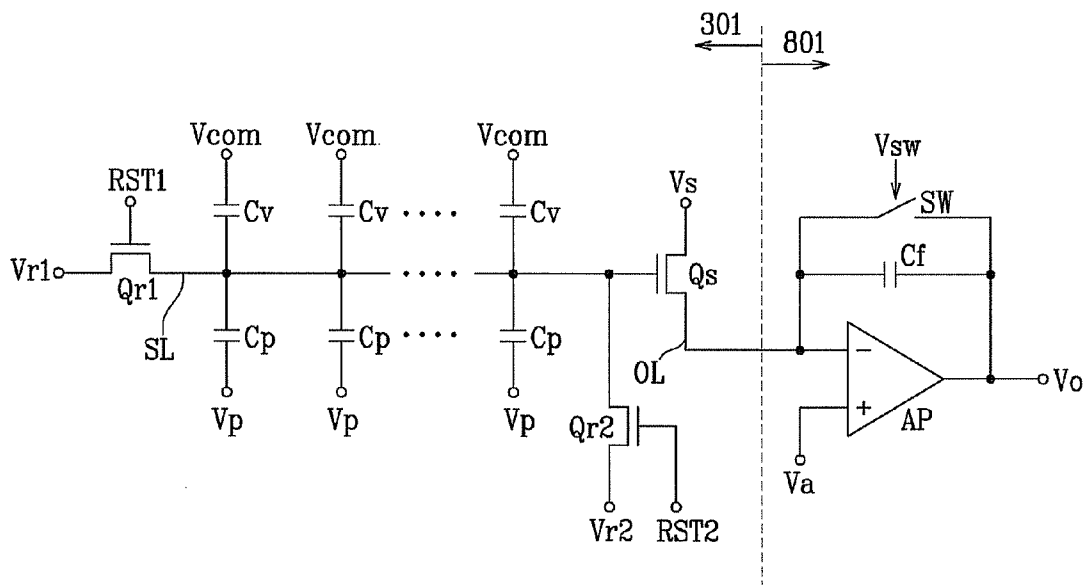 301
801
Vcom Vcom. Vcom
Vsw
RST1
Vs
SW
Cv Cv Cv
Vr1
Qr1
Qs
Cf
SL
Cp Cp Cp
OL
Vo
Vp Vp Vp
Qr2
AP
Va
Vr2 RST2